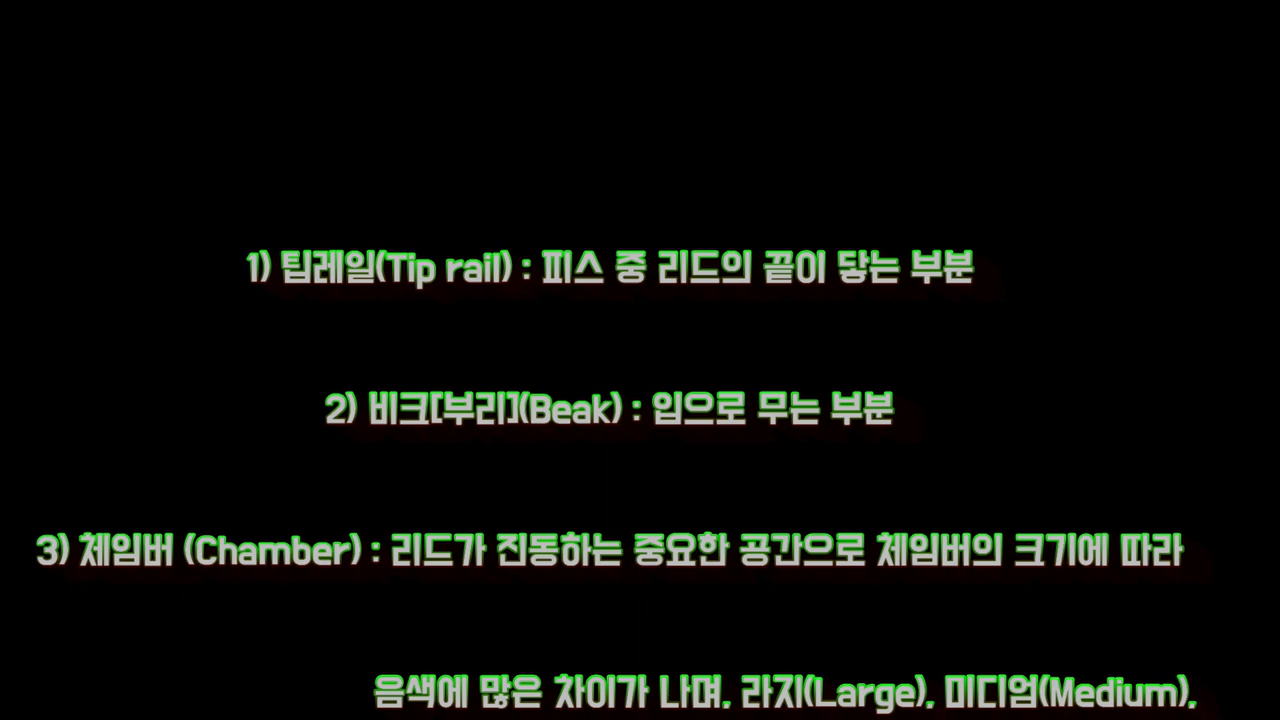 1) 팁레일(Tip rail) : 피스 중 리드의 끝이 닿는 부분
2) 비크[부리](Beak) : 입으로 무는 부분
3) 체임버 (Chamber) : 리드가 진동하는 중요한 공간으로 체임버의 크기에 따라
음색에 많은 차이가 나며, 라지(Large), 미디엄(Medium),